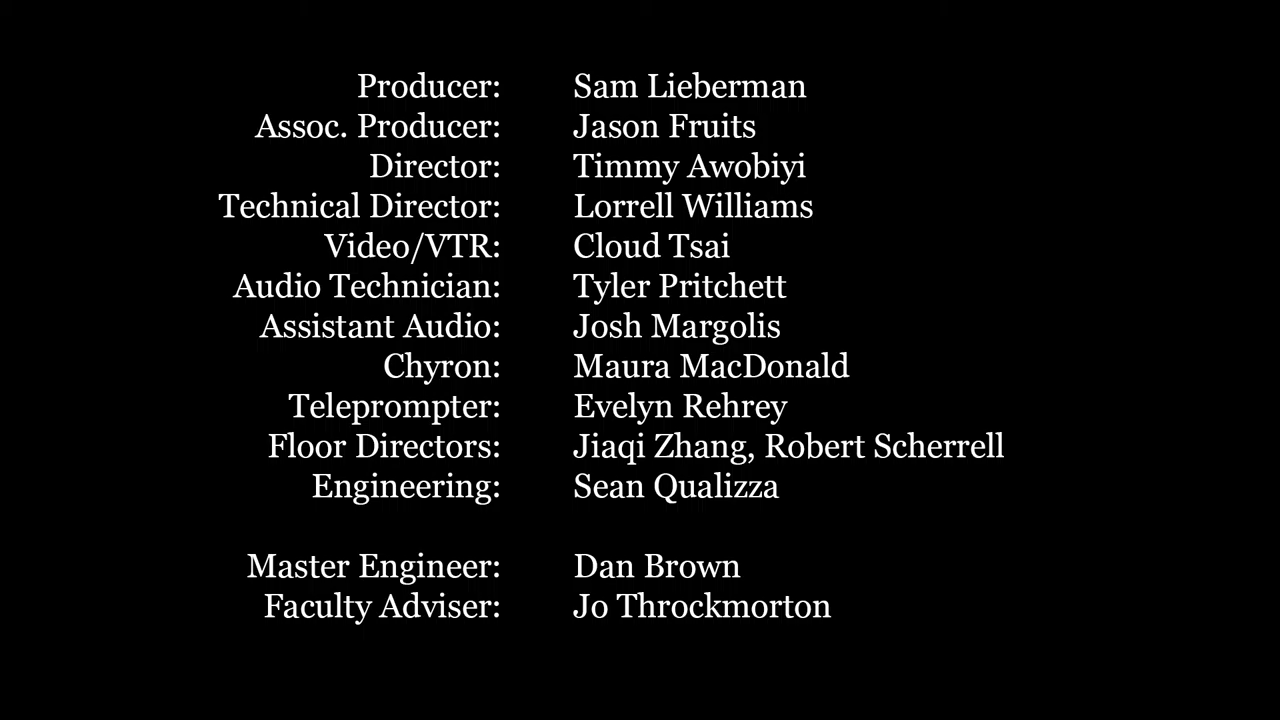 Producer: Sam Lieberman
Assoc. Producer: Jason Fruits
Director: Timmy Awobiyi
Technical Director: Lorrell Williams
Video/VTR: Cloud Tsai
Audio Technician: Tyler Pritchett
Assistant Audio: Josh Margolis
Chyron: Maura MacDonald
Teleprompter: Evelyn Rehrey
Floor Directors: Jiaqi Zhang, Robert Scherrell
Engineering: Sean Qualizza
Master Engineer: Dan Brown
Faculty Adviser: Jo Throckmorton